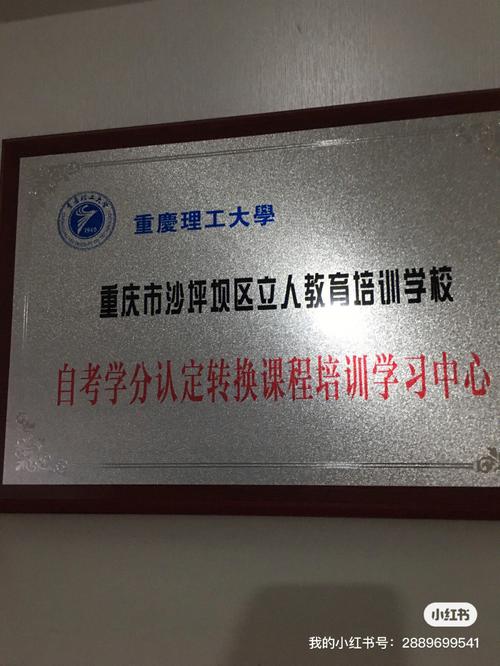 重慶理工大學
1940
重庆市沙坪坝区立人教育培训学校
自考学分认定转换课程培训学习中心
小红书
我的小红书号：2889699541